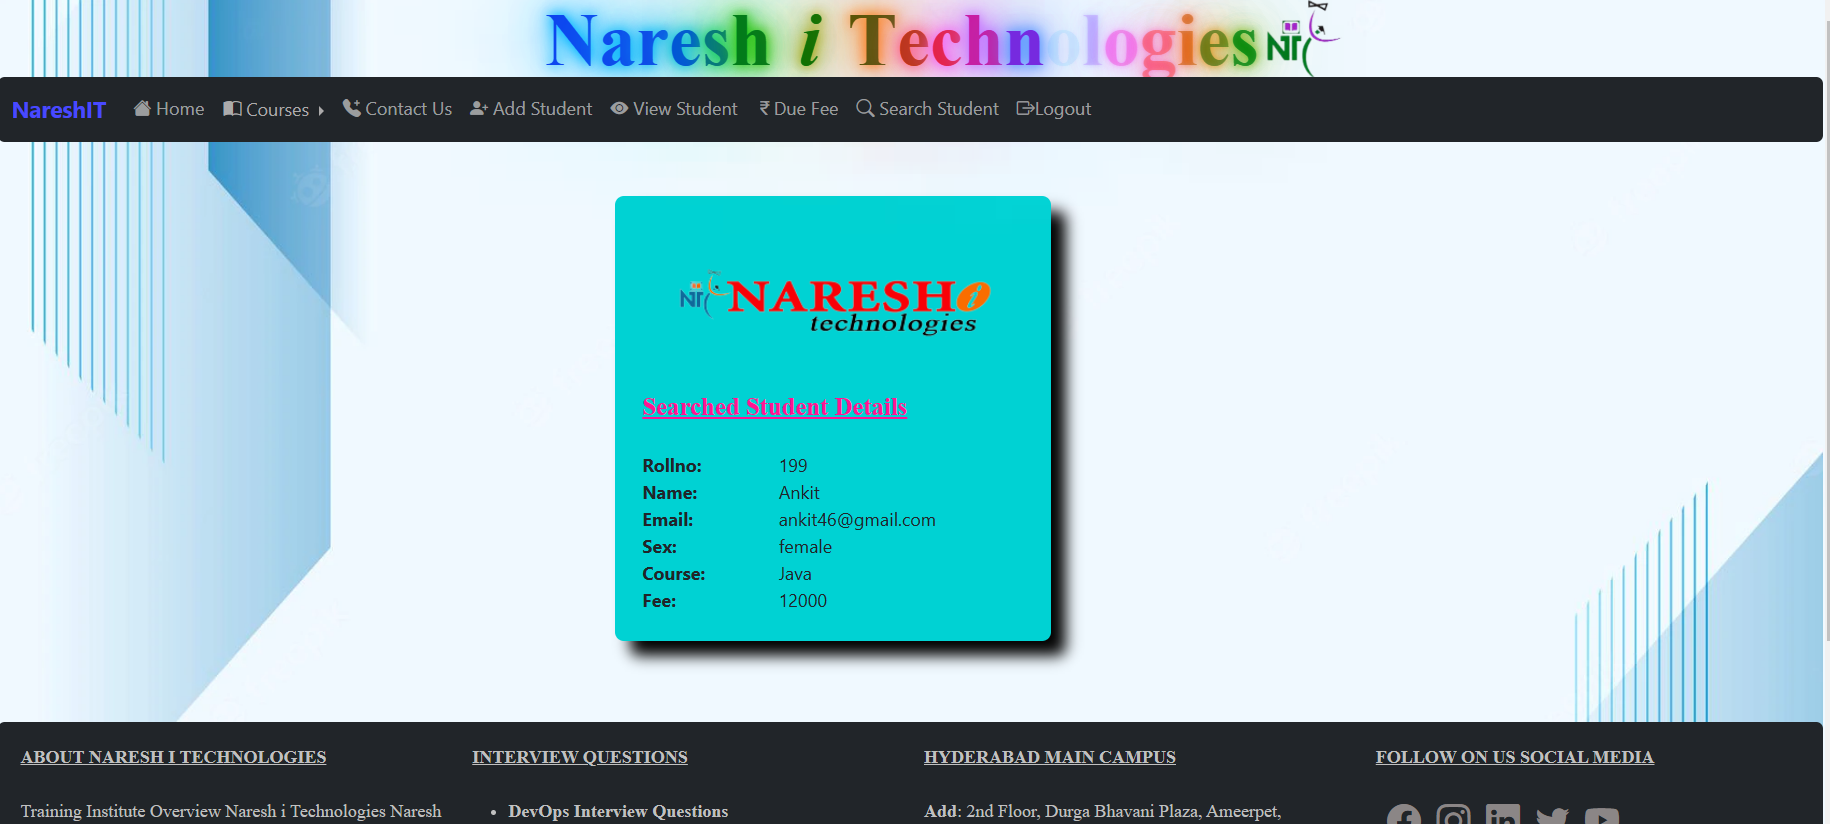 Naresh i Technologies NTC
NareshIT Home Courses Contact Us Add Student View Student ₹ Due Fee Search Student Logout
NT NARESH i
technologies
Searched Student Details
Rollno: 199
Name: Ankit
Email: ankit46@gmail.com
Sex: female
Course: Java
Fee: 12000
ABOUT NARESH I TECHNOLOGIES
Training Institute Overview Naresh i Technologies Naresh
INTERVIEW QUESTIONS
• DevOps Interview Questions
HYDERABAD MAIN CAMPUS
Add: 2nd Floor, Durga Bhavani Plaza, Ameerpet,
FOLLOW ON US SOCIAL MEDIA